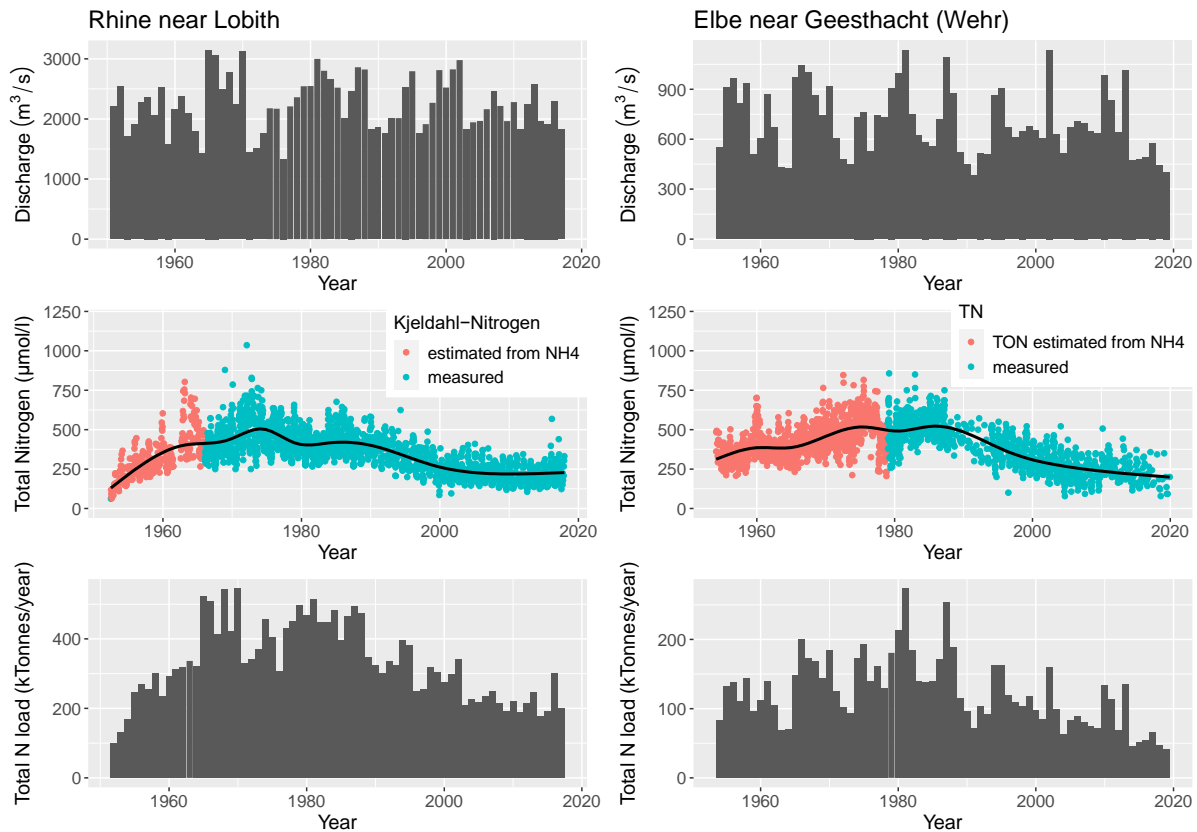 Rhine near Lobith
Discharge (m³/s)
3000
2000
1000
0
1960
1980
2000
2020
Year
Elbe near Geesthacht (Wehr)
Discharge (m³/s)
900
600
300
0
1960
1980
2000
2020
Year
Total Nitrogen (μmol/l)
1250
1000
750
500
250
0
Kjeldahl−Nitrogen
estimated from NH4
measured
1960
1980
2000
2020
Year
Total Nitrogen (μmol/l)
1250
1000
750
500
250
0
TN
TON estimated from NH4
measured
1960
1980
2000
2020
Year
Total N load (kTonnes/year)
400
200
0
1960
1980
2000
2020
Year
Total N load (kTonnes/year)
200
100
0
1960
1980
2000
2020
Year